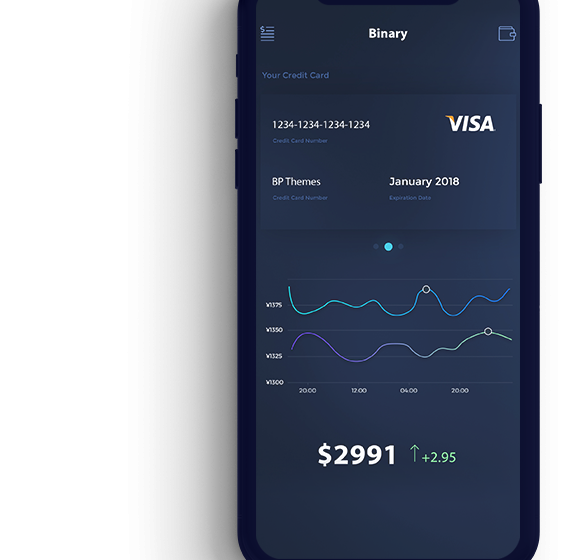 $
Binary
Your Credit Card
1234-1234-1234-1234
VISA
Credit Card Number
BP Themes
January 2018
Credit Card Number
Expiration Date
¥1375
¥1350
¥1325
¥1300
20:00 12:00 04:00 20:00
$2991 ↑+2.95